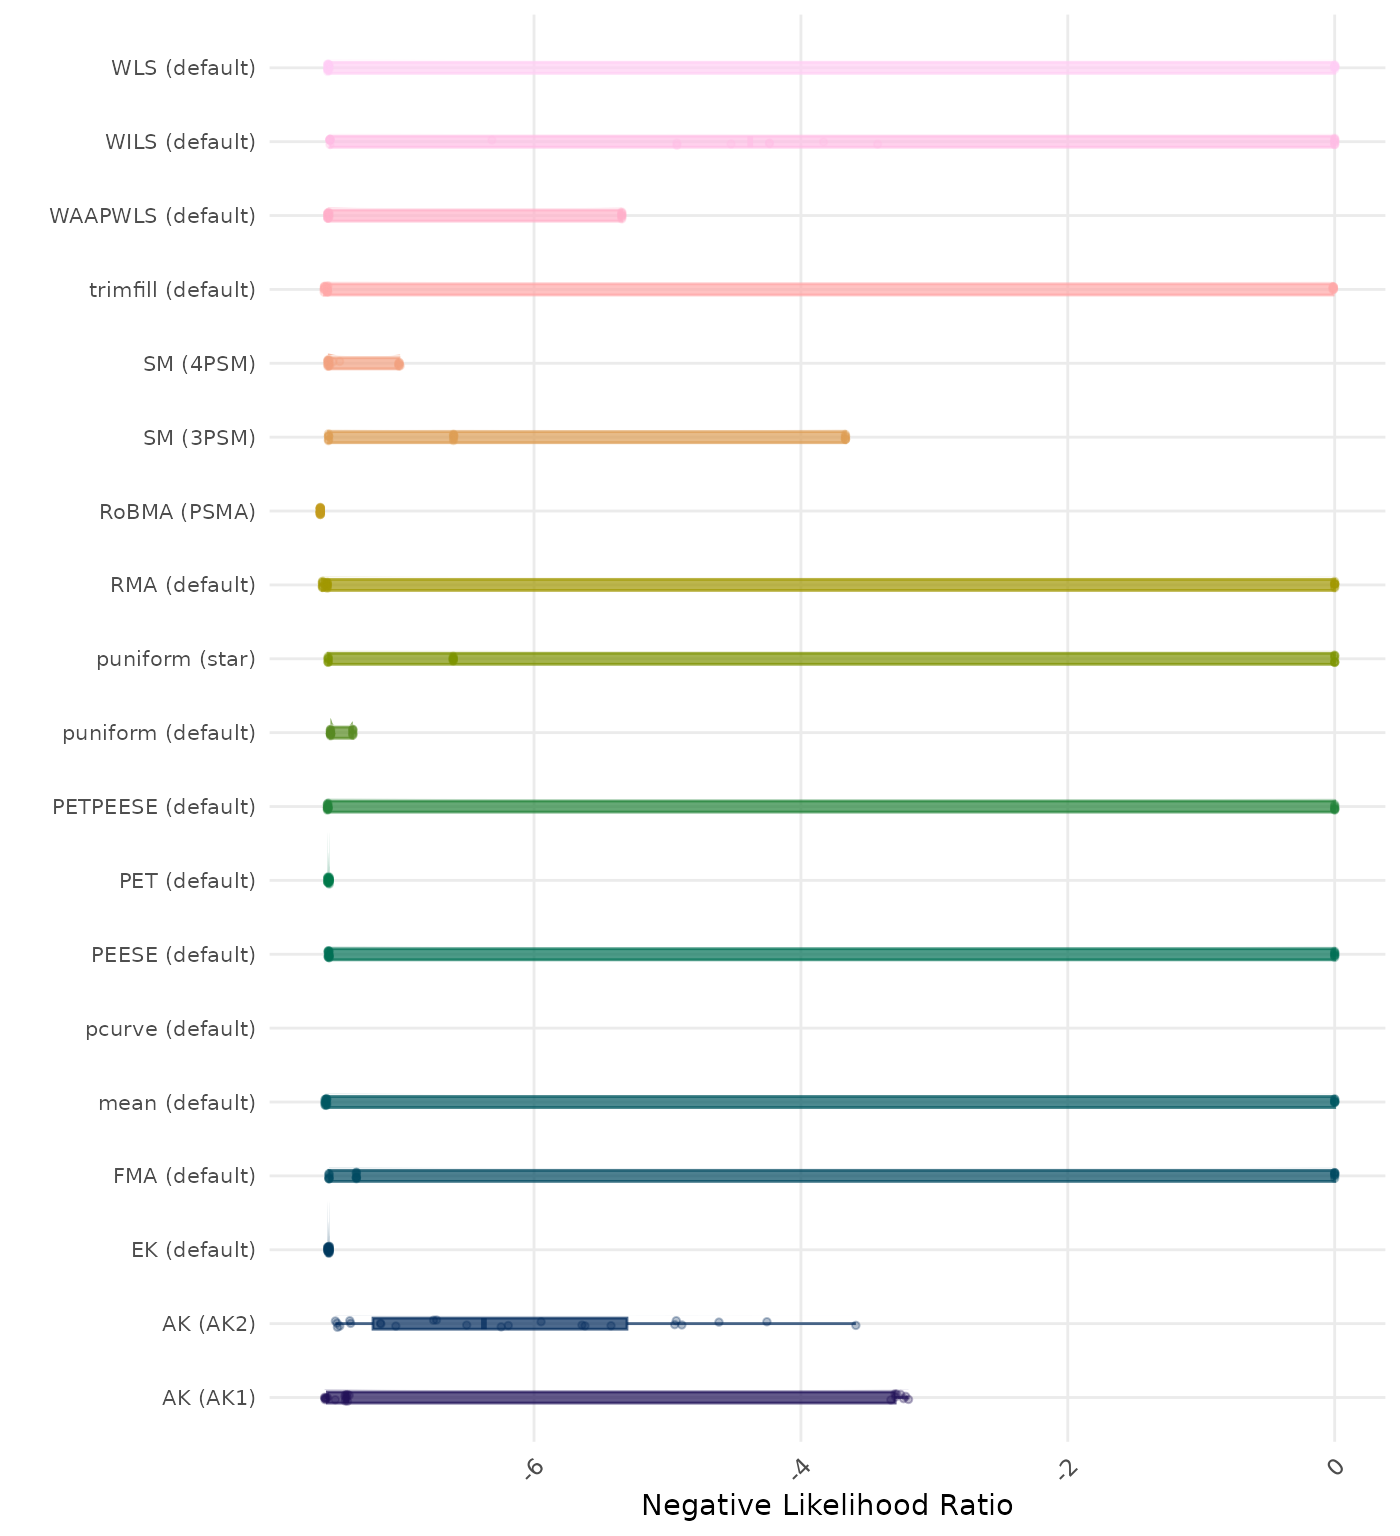 WLS (default)
WILS (default)
WAAPWLS (default)
trimfill (default)
SM (4PSM)
SM (3PSM)
RoBMA (PSMA)
RMA (default)
puniform (star)
puniform (default)
PETPEESE (default)
PET (default)
PEESE (default)
pcurve (default)
mean (default)
FMA (default)
EK (default)
AK (AK2)
AK (AK1)
-6
-4
-2
0
Negative Likelihood Ratio